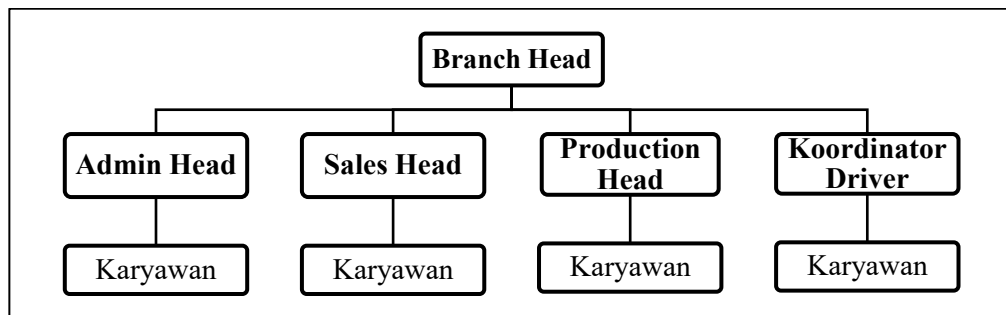 Branch Head
Admin Head
Sales Head
Production
Head
Koordinator
Driver
Karyawan
Karyawan
Karyawan
Karyawan